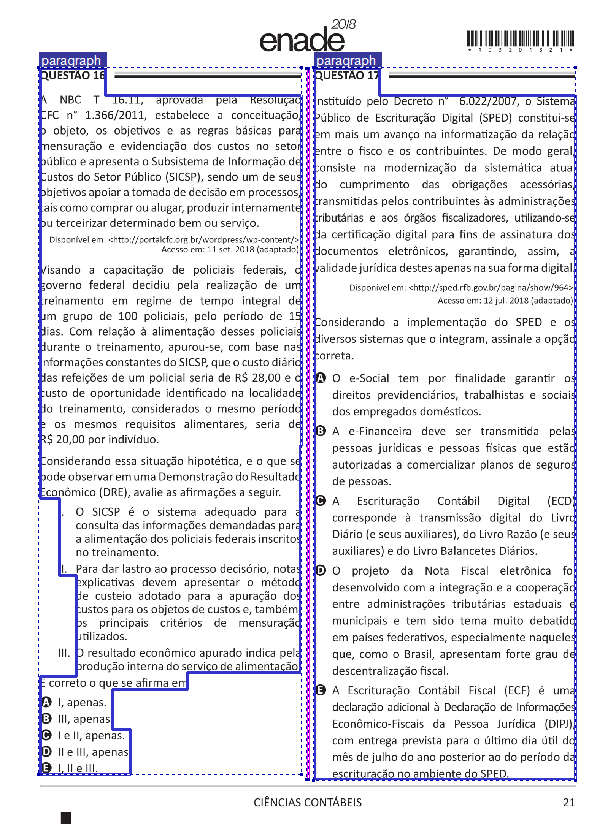 enade 2018
*R0520182 1*
paragraph
QUESTÃO 16
A NBC T 16.11, aprovada pela Resolução
CFC n° 1.366/2011, estabelece a conceituação,
o objeto, os objetivos e as regras básicas para
mensuração e evidenciação dos custos no setor
público e apresenta o Subsistema de Informação de
Custos do Setor Público (SICSP), sendo um de seus
objetivos apoiar a tomada de decisão em processos,
tais como comprar ou alugar, produzir internamente
ou terceirizar determinado bem ou serviço.
Disponível em: <http://portalcfc.org.br/wordpress/wp-content/>
Acesso em: 11 set. 2018 (adaptado)
Visando a capacitação de policiais federais, o
governo federal decidiu pela realização de um
treinamento em regime de tempo integral de
um grupo de 100 policiais, pelo período de 15
dias. Com relação à alimentação desses policiais
durante o treinamento, apurou-se, com base nas
informações constantes do SICSP, que o custo diário
das refeições de um policial seria de R$ 28,00 e o
custo de oportunidade identificado na localidade
do treinamento, considerados o mesmo período
e os mesmos requisitos alimentares, seria de
R$ 20,00 por indivíduo.
Considerando essa situação hipotética, e o que se
pode observar em uma Demonstração do Resultado
Econômico (DRE), avalie as afirmações a seguir.
I. O SICSP é o sistema adequado para a
consulta das informações demandadas para
a alimentação dos policiais federais inscritos
no treinamento.
II. Para dar lastro ao processo decisório, notas
explicativas devem apresentar o método
de custeio adotado para a apuração dos
custos para os objetos de custos e, também
os principais critérios de mensuração
utilizados.
III. O resultado econômico apurado indica pela
produção interna do serviço de alimentação.
É correto o que se afirma em
A I, apenas.
B III, apenas
C I e II, apenas.
D II e III, apenas
E I, II e III.
paragraph
QUESTÃO 17
Instituído pelo Decreto n° 6.022/2007, o Sistema
Público de Escrituração Digital (SPED) constitui-se
em mais um avanço na informatização da relação
entre o fisco e os contribuintes. De modo geral,
consiste na modernização da sistemática atual
do cumprimento das obrigações acessórias,
transmitidas pelos contribuintes às administrações
tributárias e aos órgãos fiscalizadores, utilizando-se
da certificação digital para fins de assinatura dos
documentos eletrônicos, garantindo, assim, a
validade jurídica destes apenas na sua forma digital.
Disponível em: <http://sped.rfb.gov.br/pagina/show/964>
Acesso em: 12 jul. 2018 (adaptado)
Considerando a implementação do SPED e os
diversos sistemas que o integram, assinale a opção
correta.
A O e-Social tem por finalidade garantir os
direitos previdenciários, trabalhistas e sociais
dos empregados domésticos.
B A e-Financeira deve ser transmitida pelas
pessoas jurídicas e pessoas físicas que estão
autorizadas a comercializar planos de seguros
de pessoas.
C A Escrituração Contábil Digital (ECD)
corresponde à transmissão digital do Livro
Diário (e seus auxiliares), do Livro Razão (e seus
auxiliares) e do Livro Balancetes Diários.
D O projeto da Nota Fiscal eletrônica foi
desenvolvido com a integração e a cooperação
entre administrações tributárias estaduais e
municipais e tem sido tema muito debatido
em países federativos, especialmente naqueles
que, como o Brasil, apresentam forte grau de
descentralização fiscal.
E A Escrituração Contábil Fiscal (ECF) é uma
declaração adicional à Declaração de Informações
Econômico-Fiscais da Pessoa Jurídica (DIPJ),
com entrega prevista para o último dia útil do
mês de julho do ano posterior ao do período da
escrituração no ambiente do SPED.
CIÊNCIAS CONTÁBEIS 21